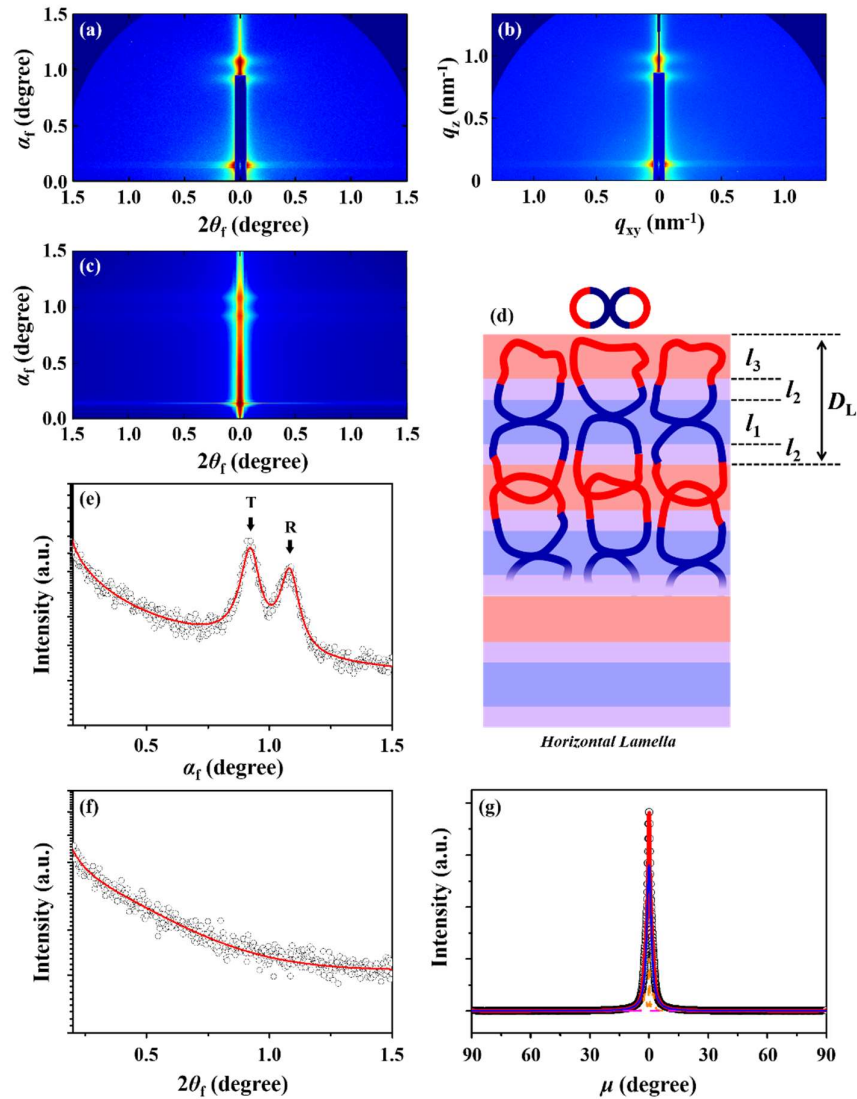 (a)
1.5
1.0
0.5
0.0
αf (degree)
1.5 1.0 0.5 0.0 0.5 1.0 1.5
2θf (degree)
(b)
1.0
0.5
0
qz (nm-1)
1.0 0.5 0 0.5 1.0
qxy (nm-1)
(c)
1.5
1.0
0.5
0.0
αf (degree)
1.5 1.0 0.5 0.0 0.5 1.0 1.5
2θf (degree)
(d)
l3
l2
l1
l2
DL
Horizontal Lamella
(e)
T
R
Intensity (a.u.)
0.5 1.0 1.5
αf (degree)
(f)
Intensity (a.u.)
0.5 1.0 1.5
2θf (degree)
(g)
Intensity (a.u.)
90 60 30 0 30 60 90
μ (degree)